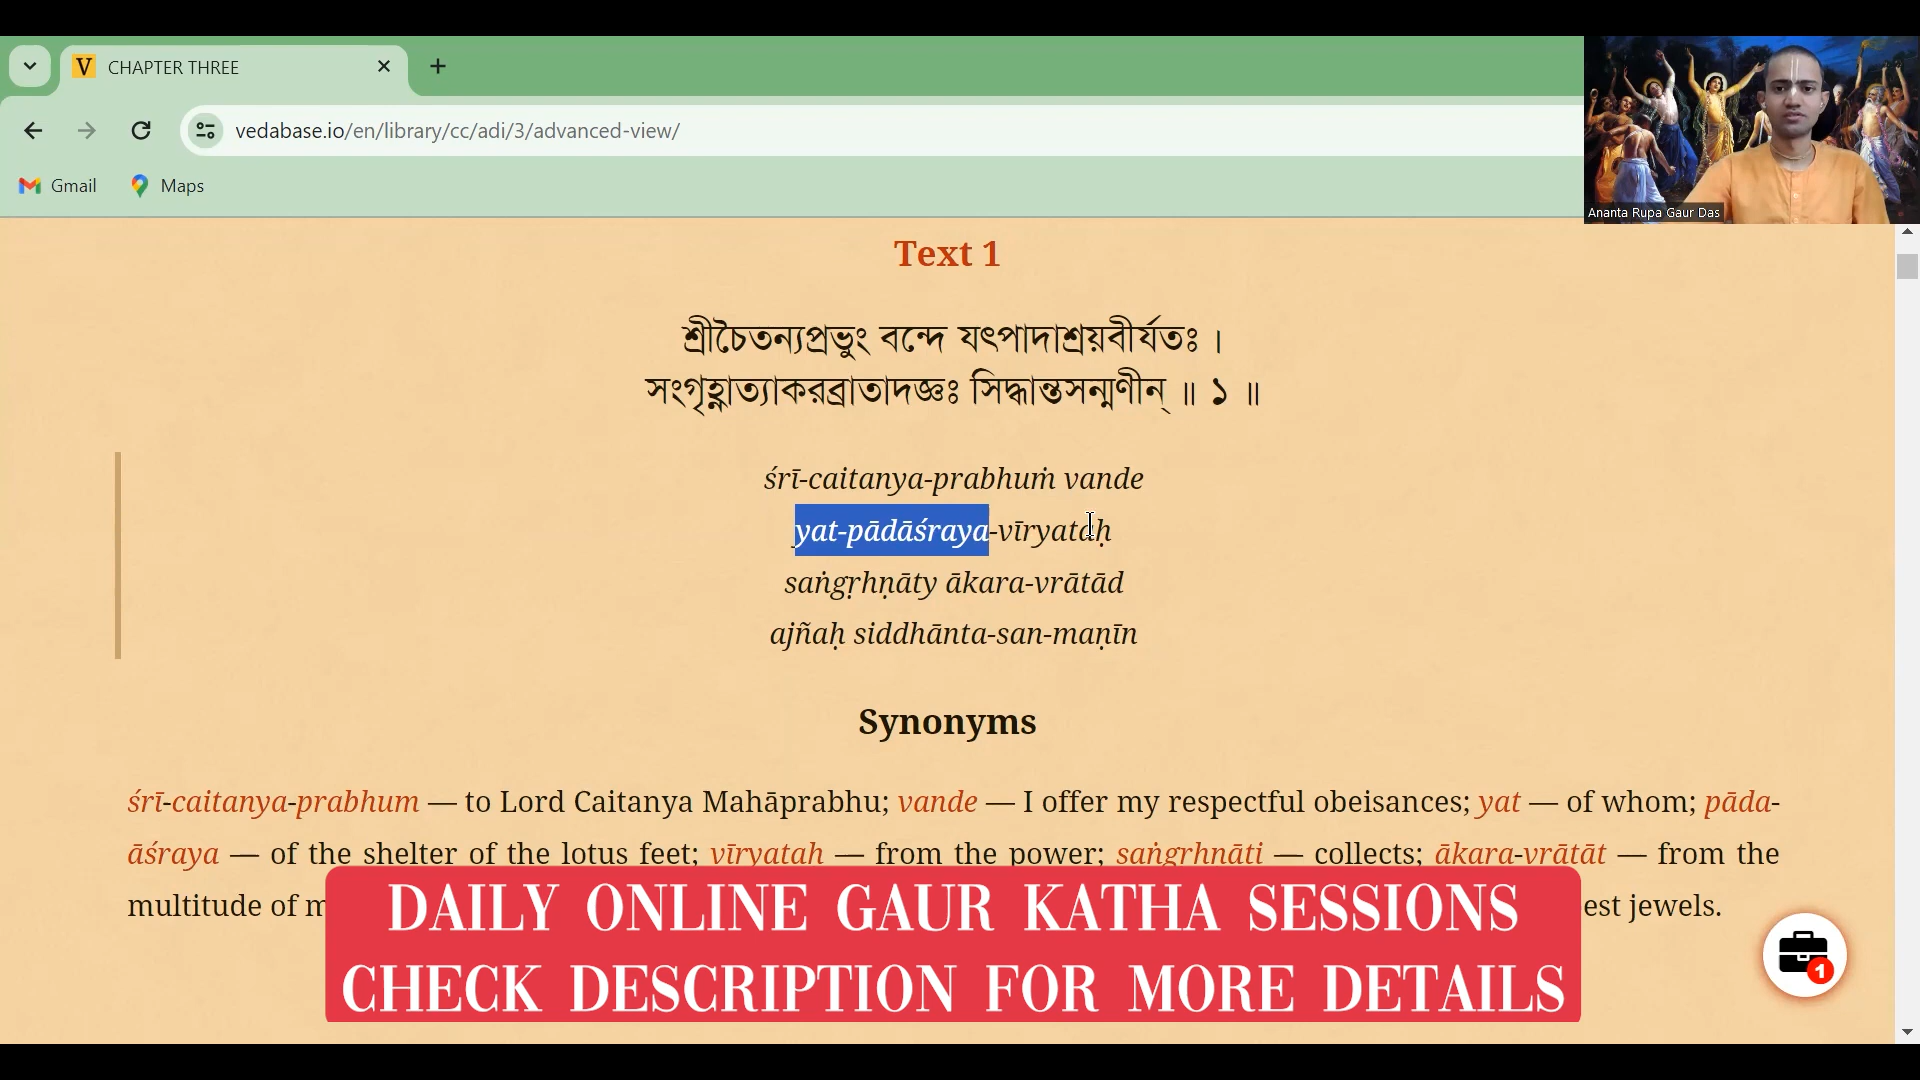 V CHAPTER THREE
vedabase.io/en/library/cc/adi/3/advanced-view/
Gmail Maps
Ananta Rupa Gaur Das
Text 1
শ্রীচৈতন্যপ্রভুং বন্দে যৎপাদাশ্রয়বীর্যতঃ ।
সংগৃহ্ণাত্যাকরব্রাতাদজ্ঞঃ সিদ্ধান্তসন্মণীন্ ॥ ১ ॥
śrī-caitanya-prabhuṁ vande
yat-pādāśraya-vīryataḥ
saṅgṛhṇāty ākara-vrātād
ajñaḥ siddhānta-san-maṇīn
Synonyms
śrī-caitanya-prabhum — to Lord Caitanya Mahāprabhu; vande — I offer my respectful obeisances; yat — of whom; pāda-
āśraya — of the shelter of the lotus feet; vīryataḥ — from the power; saṅgṛhṇāti — collects; ākara-vrātāt — from the
multitude of est jewels.
DAILY ONLINE GAUR KATHA SESSIONS
CHECK DESCRIPTION FOR MORE DETAILS
1